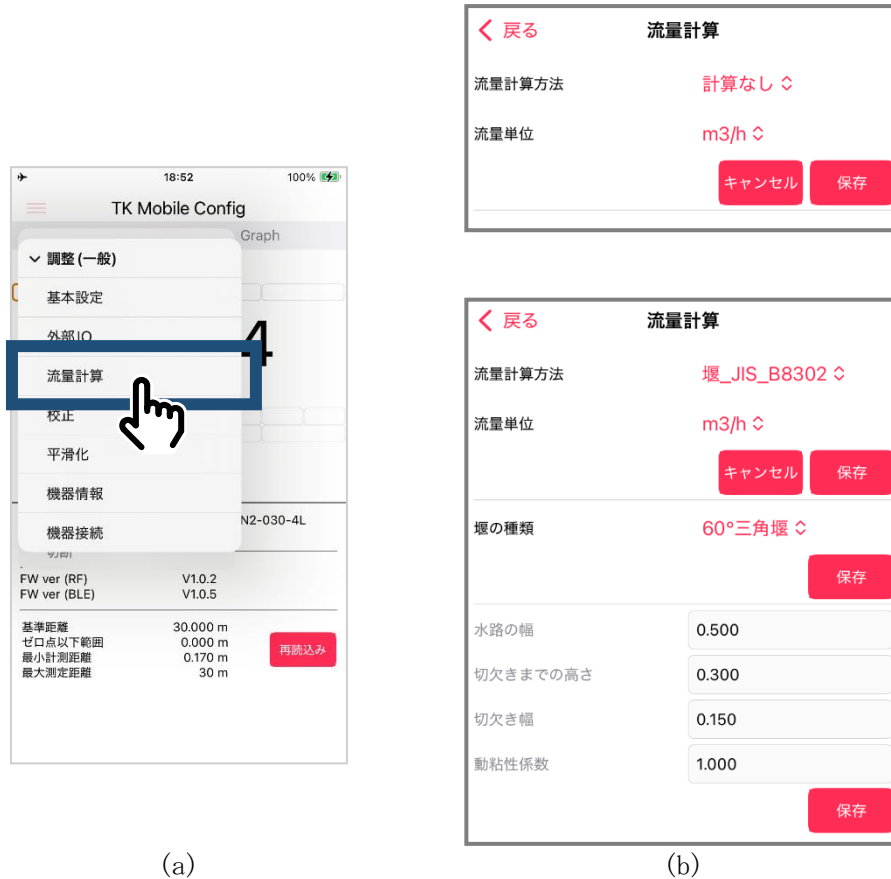 18:52 100%
TK Mobile Config
Graph
調整(一般)
基本設定
外部IO
4
流量計算
校正
平滑化
機器情報
N2-030-4L
機器接続
切断
FW ver (RF) V1.0.2
FW ver (BLE) V1.0.5
基準距離 30.000 m
ゼロ点以下範囲 0.000 m
最小計測距離 0.170 m
最大測定距離 30 m
再読込み
(a)
戻る 流量計算
流量計算方法 計算なし
流量単位 m3/h
キャンセル 保存
戻る 流量計算
流量計算方法 堰_JIS_B8302
流量単位 m3/h
キャンセル 保存
堰の種類 60°三角堰
保存
水路の幅 0.500
切欠きまでの高さ 0.300
切欠き幅 0.150
動粘性係数 1.000
保存
(b)